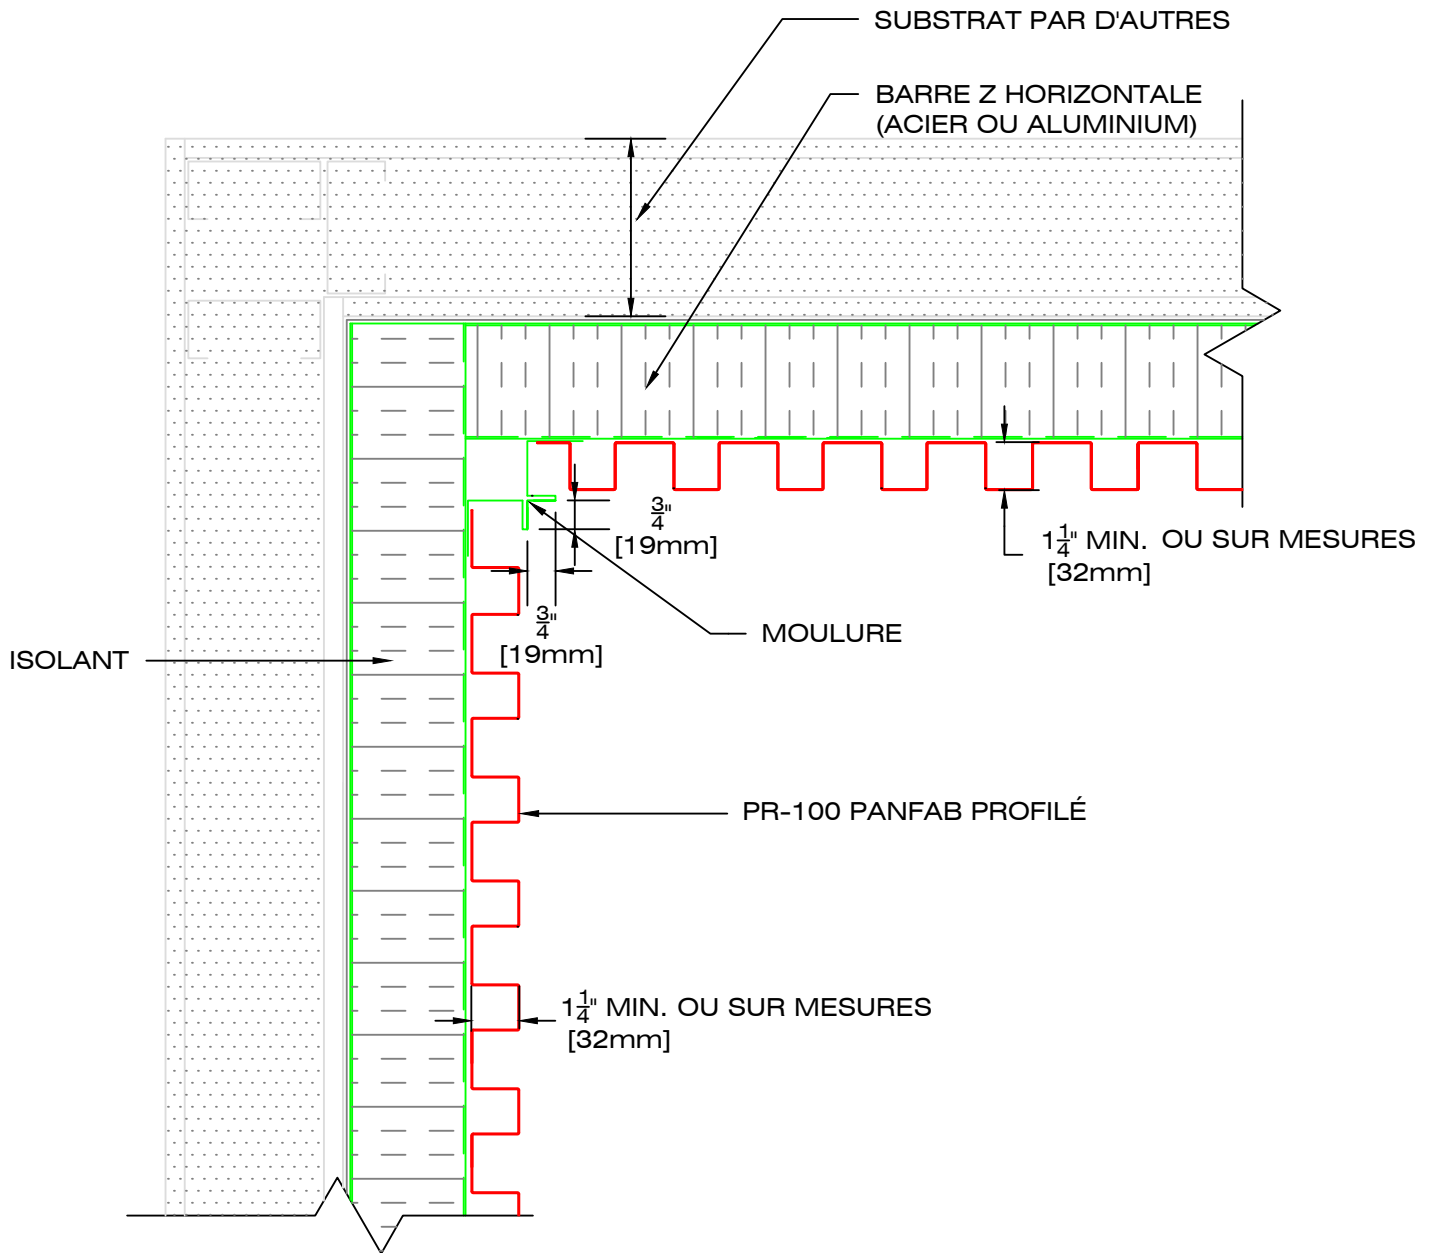 SUBSTRAT PAR D'AUTRES
BARRE Z HORIZONTALE
(ACIER OU ALUMINIUM)
3/4"
[19mm]
1 1/4" MIN. OU SUR MESURES
[32mm]
3/4"
[19mm]
MOULURE
ISOLANT
PR-100 PANFAB PROFILÉ
1 1/4" MIN. OU SUR MESURES
[32mm]